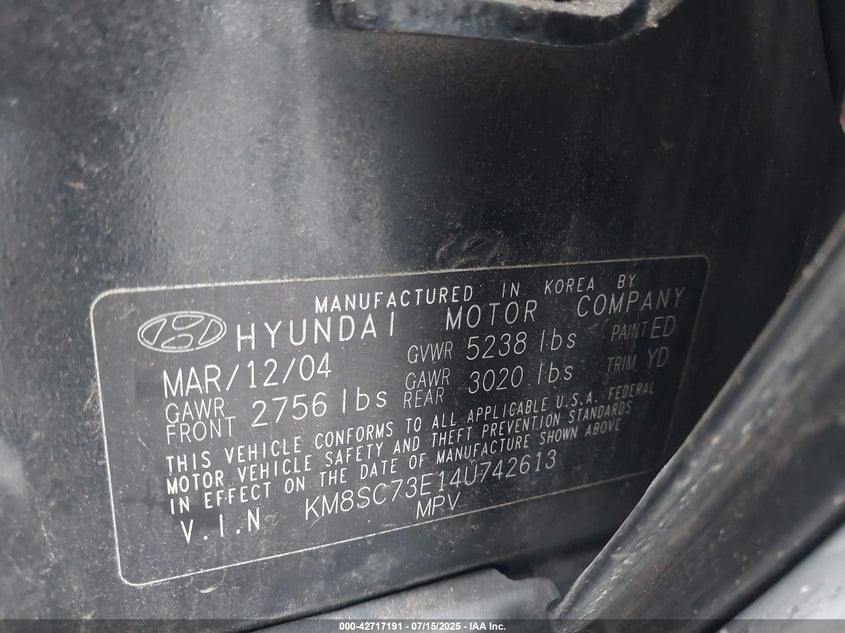 MANUFACTURED IN KOREA BY
HYUNDAI MOTOR COMPANY
MAR/12/04 GVWR 5238 lbs PAINT ED
GAWR FRONT 2756 lbs GAWR REAR 3020 lbs TRIM YD
THIS VEHICLE CONFORMS TO ALL APPLICABLE U.S.A. FEDERAL
MOTOR VEHICLE SAFETY AND THEFT PREVENTION STANDARDS
IN EFFECT ON THE DATE OF MANUFACTURE SHOWN ABOVE
V.I.N KM8SC73E14U742613
MPV
000-42717191 - 07/15/2025 - IAA Inc.